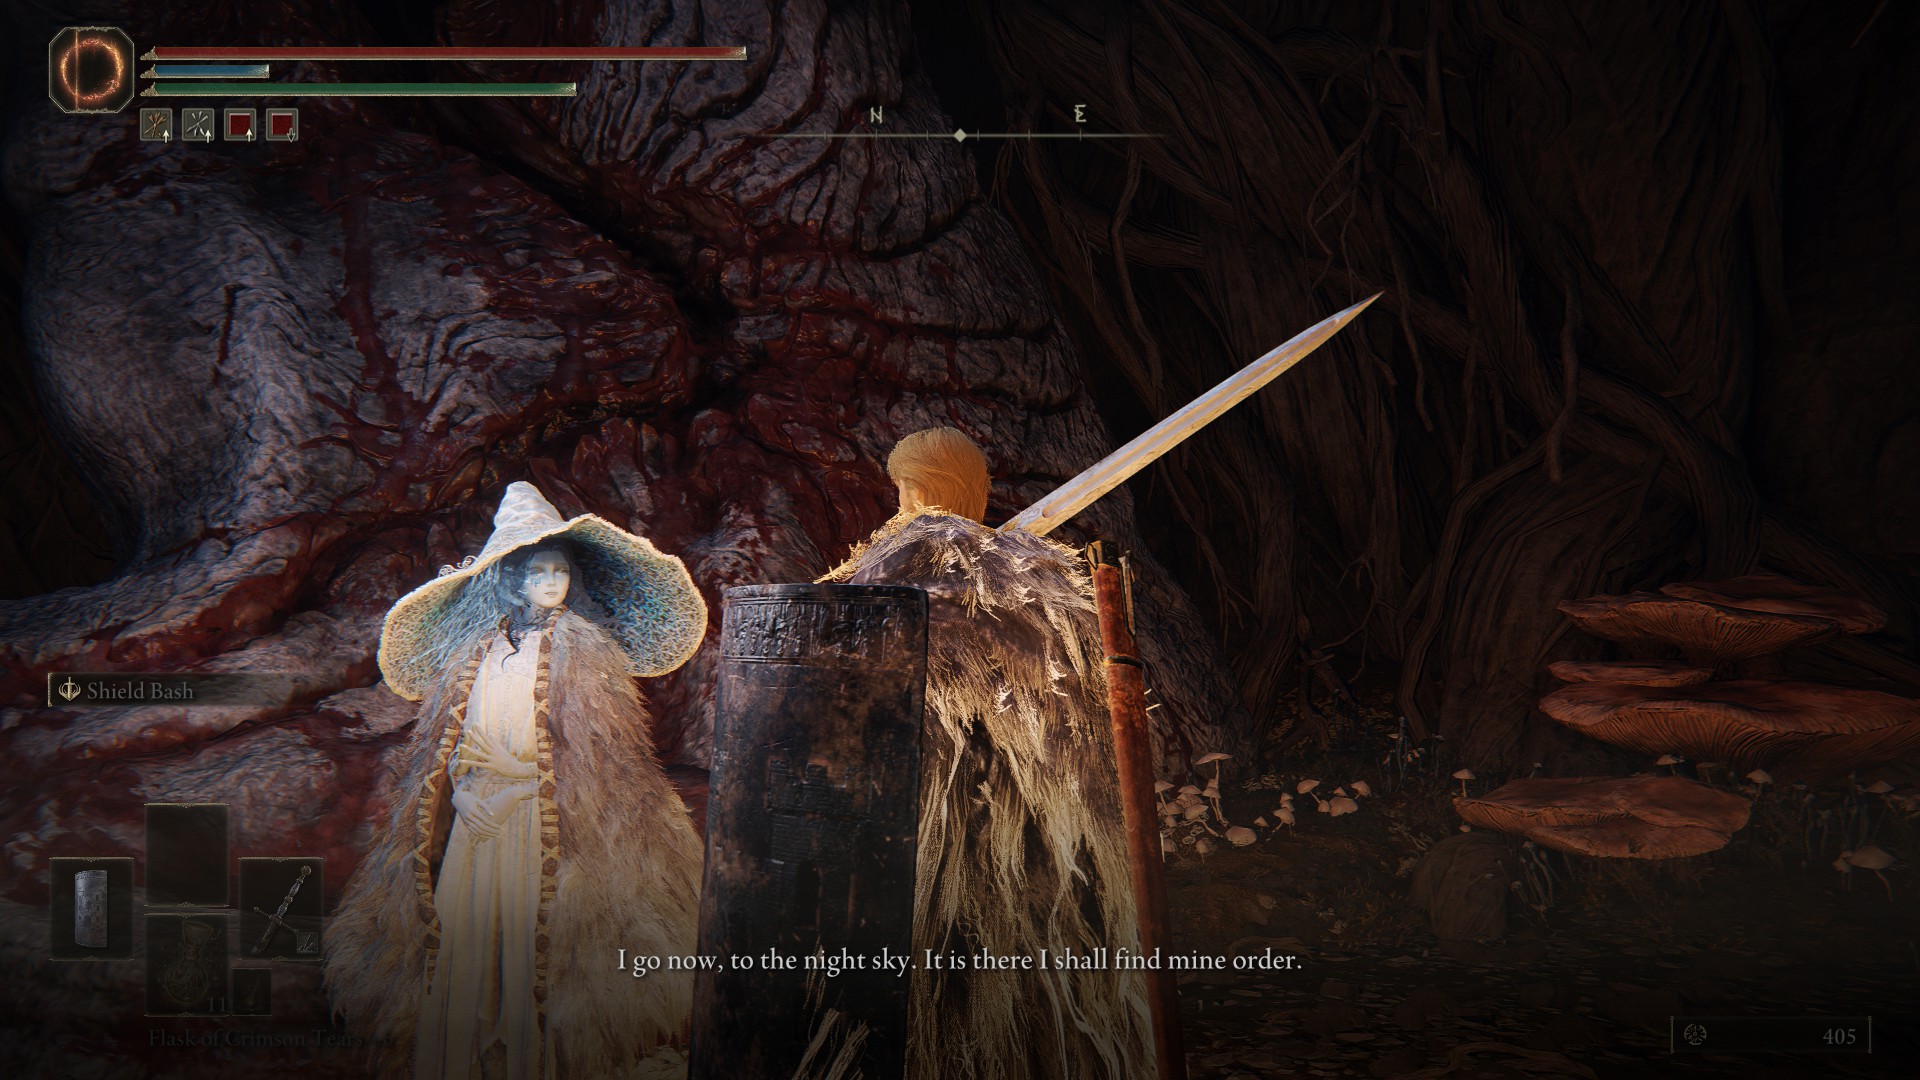 N
E
Shield Bash
I go now, to the night sky. It is there I shall find mine order.
11
Flask of Crimson Tears
405